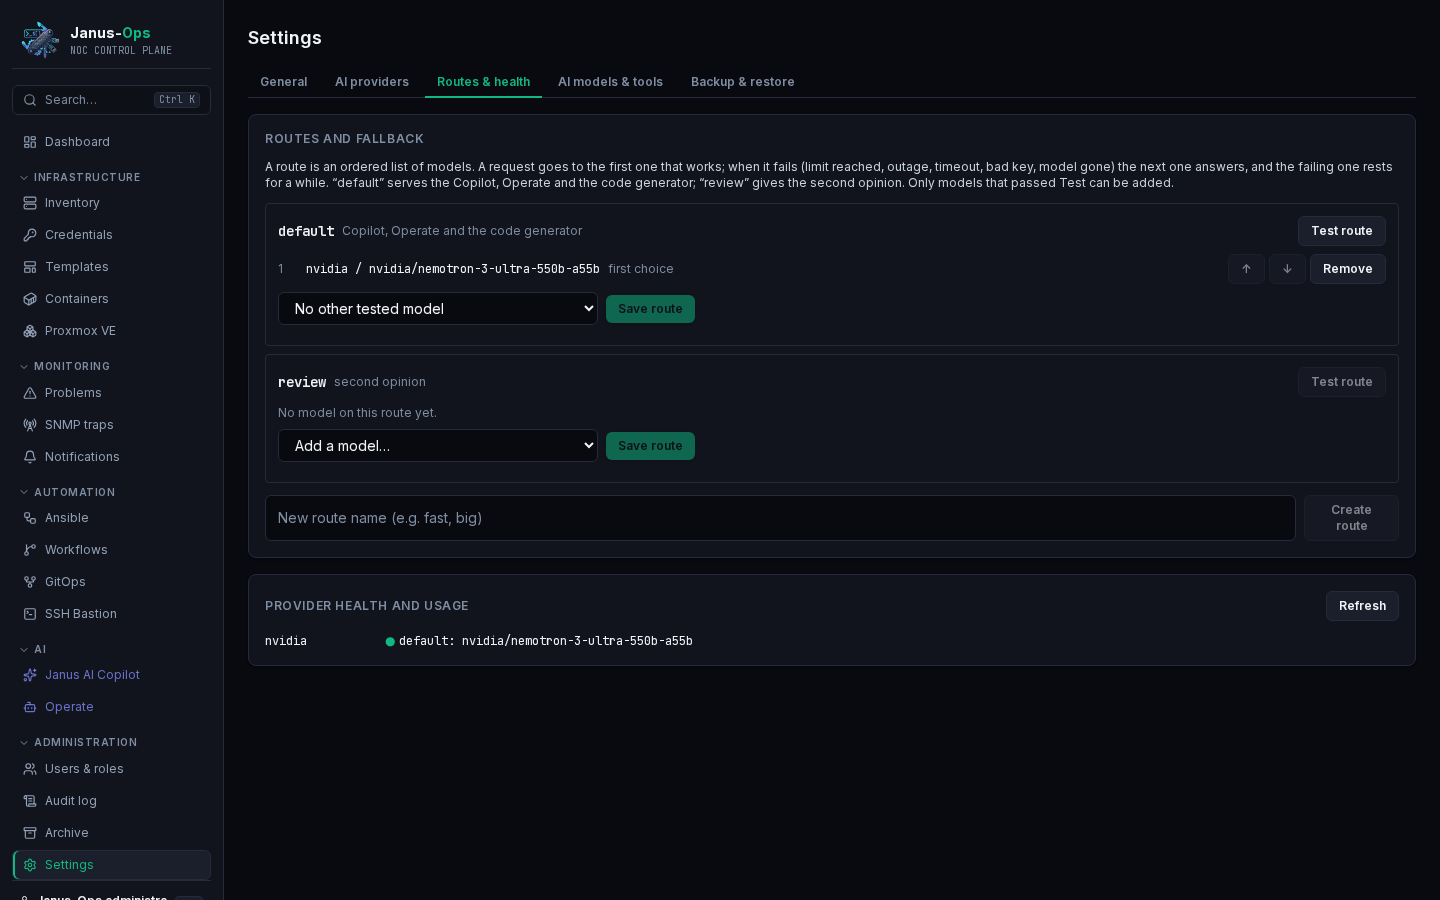 Janus-Ops
NOC CONTROL PLANE
Search…
Ctrl K
Dashboard
INFRASTRUCTURE
Inventory
Credentials
Templates
Containers
Proxmox VE
MONITORING
Problems
SNMP traps
Notifications
AUTOMATION
Ansible
Workflows
GitOps
SSH Bastion
AI
Janus AI Copilot
Operate
ADMINISTRATION
Users & roles
Audit log
Archive
Settings
Janus-Ops administra
Settings
General
AI providers
Routes & health
AI models & tools
Backup & restore
ROUTES AND FALLBACK
A route is an ordered list of models. A request goes to the first one that works; when it fails (limit reached, outage, timeout, bad key, model gone) the next one answers, and the failing one rests
for a while. “default” serves the Copilot, Operate and the code generator; “review” gives the second opinion. Only models that passed Test can be added.
default Copilot, Operate and the code generator
Test route
1 nvidia / nvidia/nemotron-3-ultra-550b-a55b first choice
↑ ↓ Remove
No other tested model
Save route
review second opinion
Test route
No model on this route yet.
Add a model…
Save route
New route name (e.g. fast, big)
Create
route
PROVIDER HEALTH AND USAGE
Refresh
nvidia
default: nvidia/nemotron-3-ultra-550b-a55b